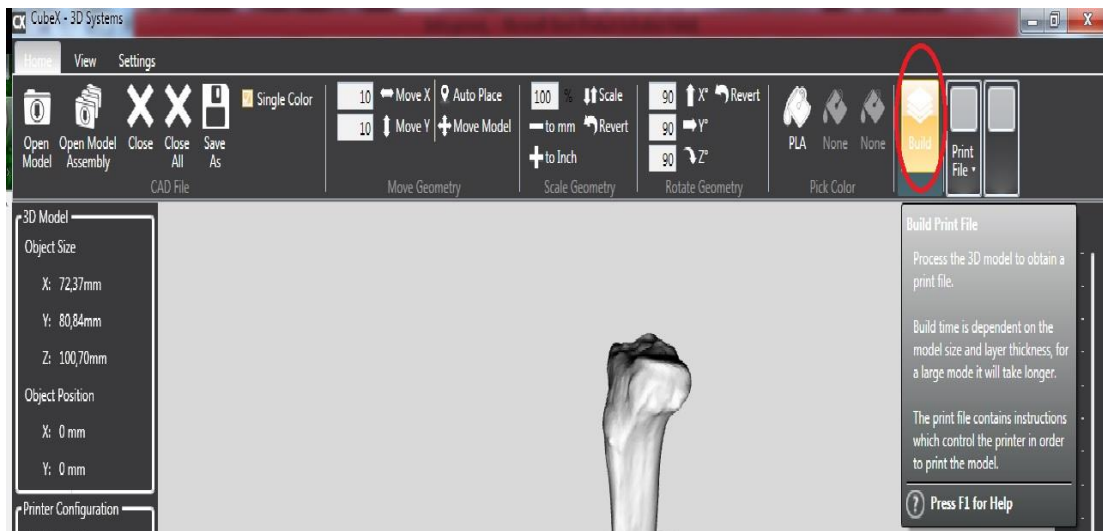 CX CubeX - 3D Systems
Home View Settings
Open Model
Open Model Assembly
Close
Close All
Save As
Single Color
CAD File
10 Move X Auto Place
10 Move Y Move Model
Move Geometry
100 % Scale
to mm Revert
to Inch
Scale Geometry
90 X° Revert
90 Y°
90 Z°
Rotate Geometry
PLA None None
Pick Color
Build
Print
File
3D Model
Object Size
X: 72,37mm
Y: 80,84mm
Z: 100,70mm
Object Position
X: 0 mm
Y: 0 mm
Printer Configuration
Build Print File
Process the 3D model to obtain a
print file.
Build time is dependent on the
model size and layer thickness, for
a large mode it will take longer.
The print file contains instructions
which control the printer in order
to print the model.
? Press F1 for Help